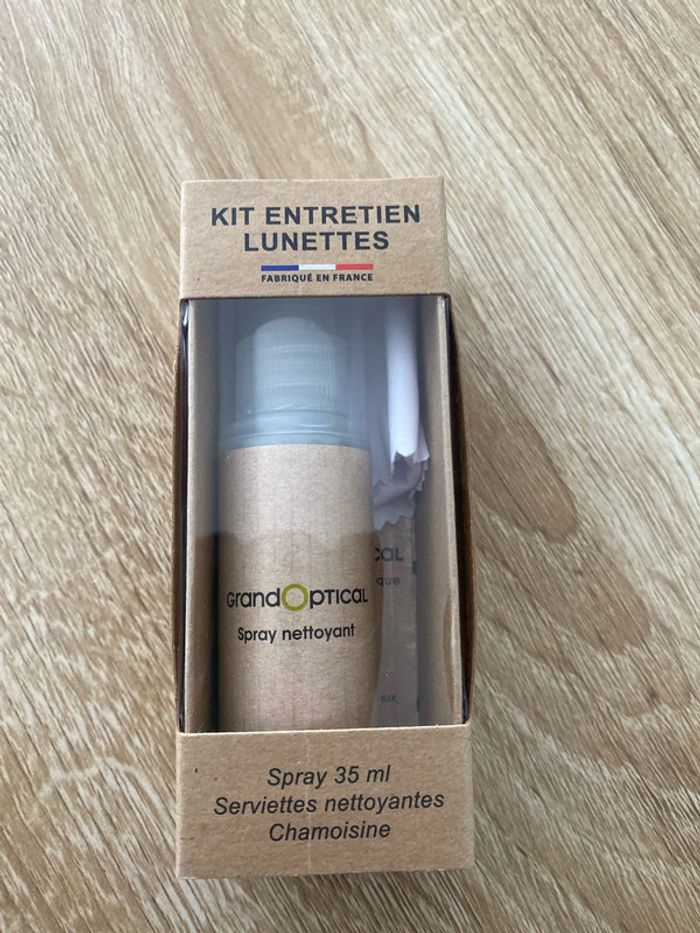 KIT ENTRETIEN
LUNETTES
FABRIQUÉ EN FRANCE
GrandOptical
Spray nettoyant
Spray 35 ml
Serviettes nettoyantes
Chamoisine